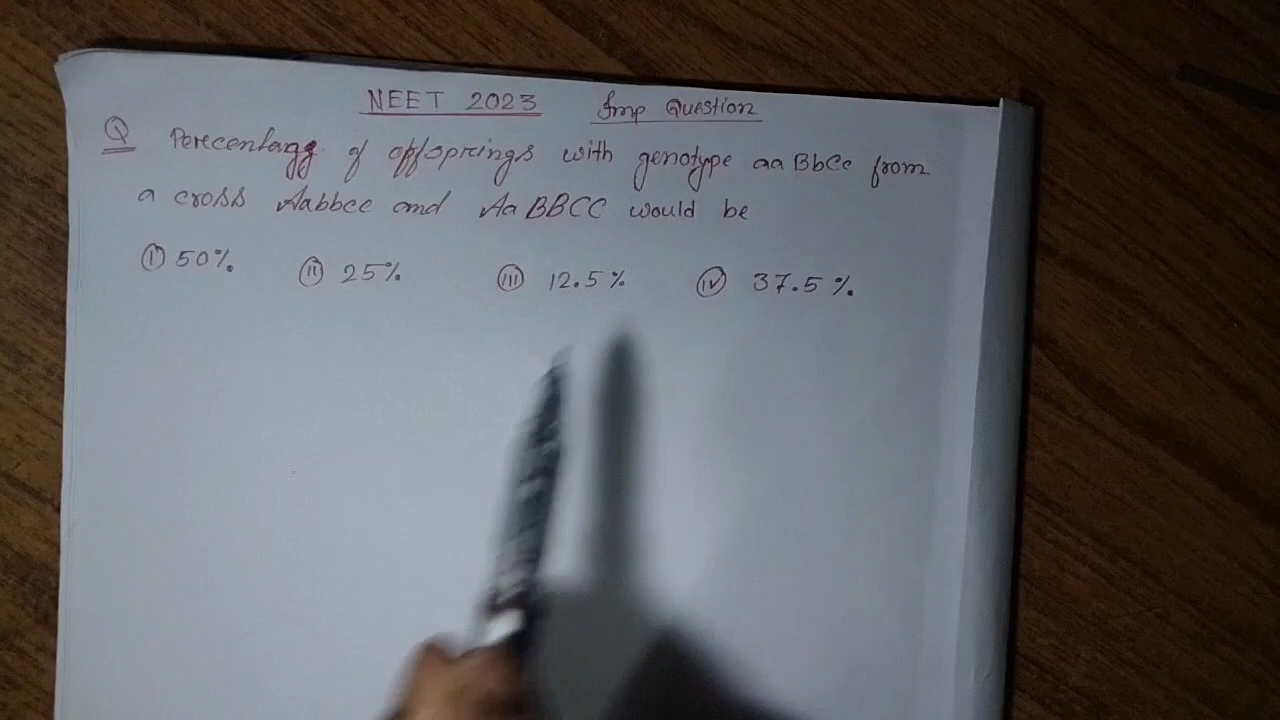 NEET 2023 Imp Question
Q Percentage of offsprings with genotype aaBbCc from
a cross Aabbcc and AaBBCC would be
(I) 50% (II) 25% (III) 12.5% (IV) 37.5%